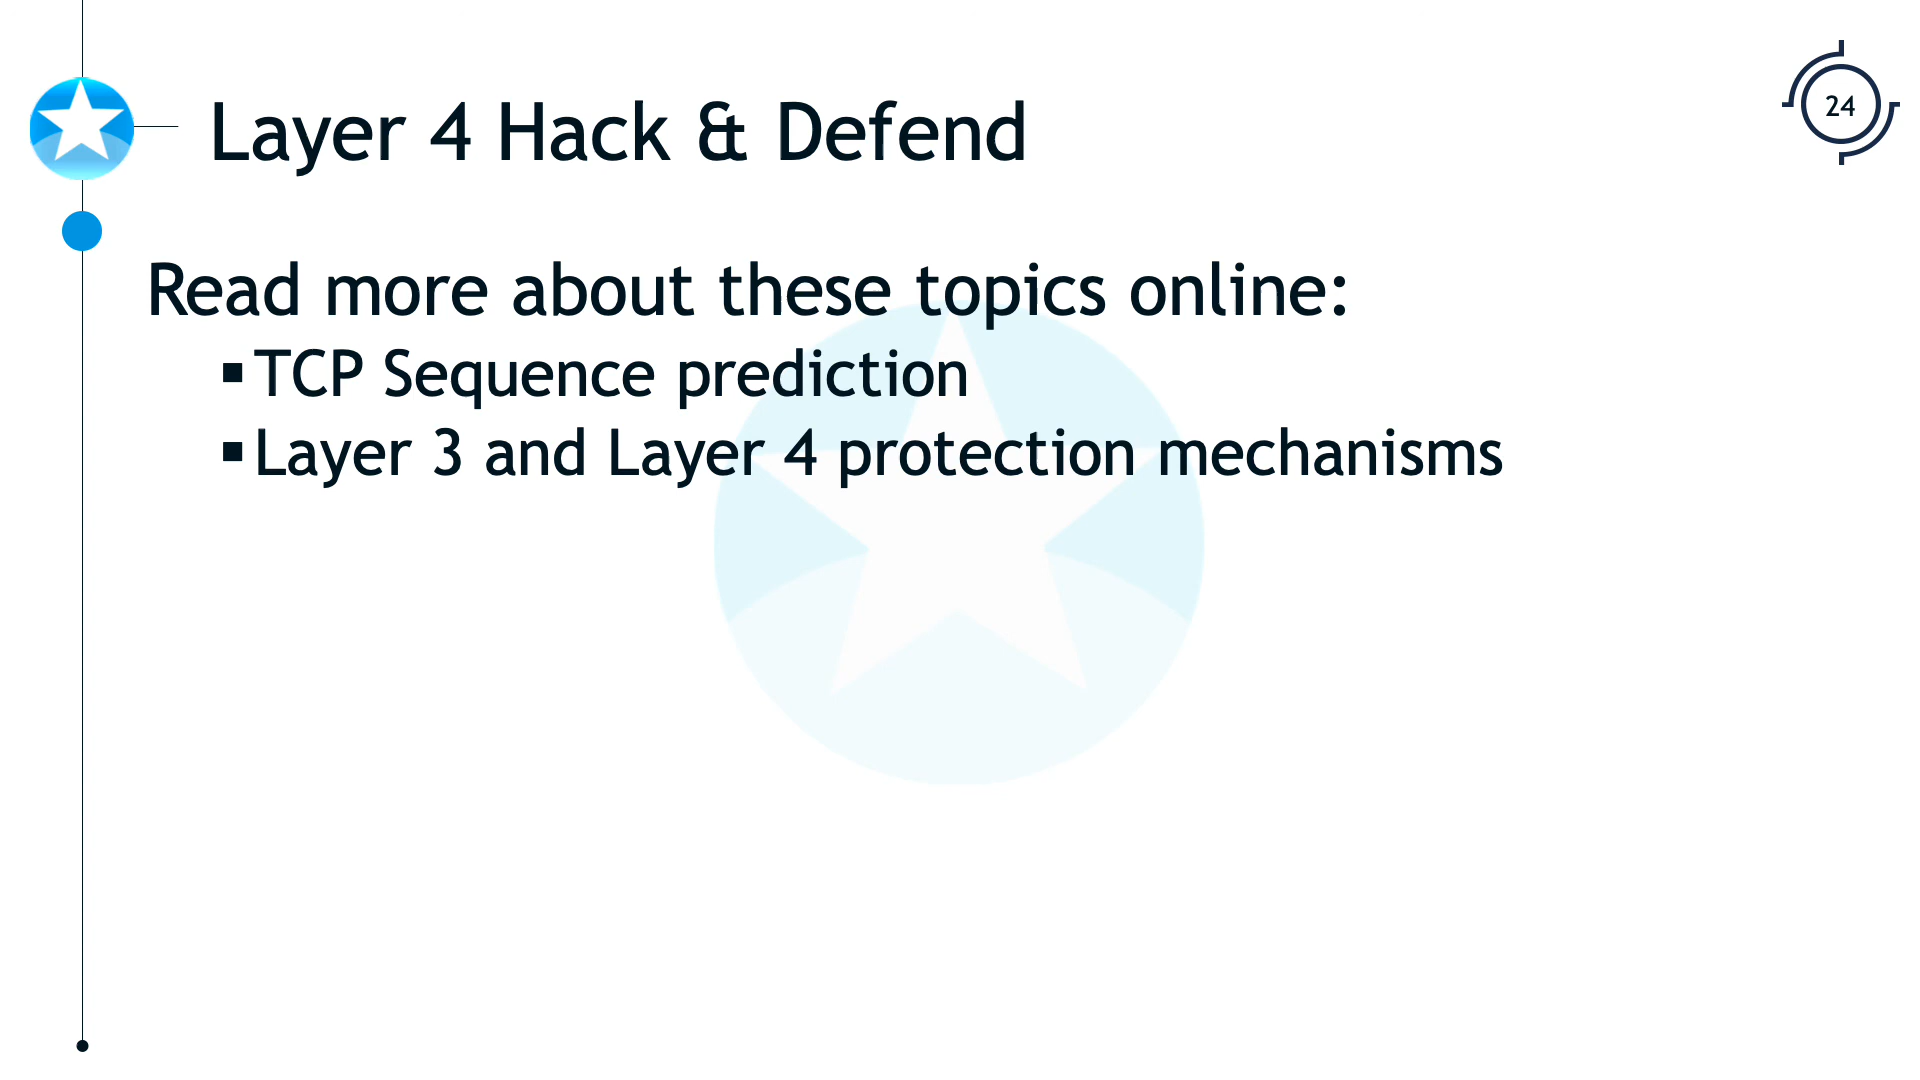 Layer 4 Hack & Defend
24
Read more about these topics online:
▪TCP Sequence prediction
▪Layer 3 and Layer 4 protection mechanisms